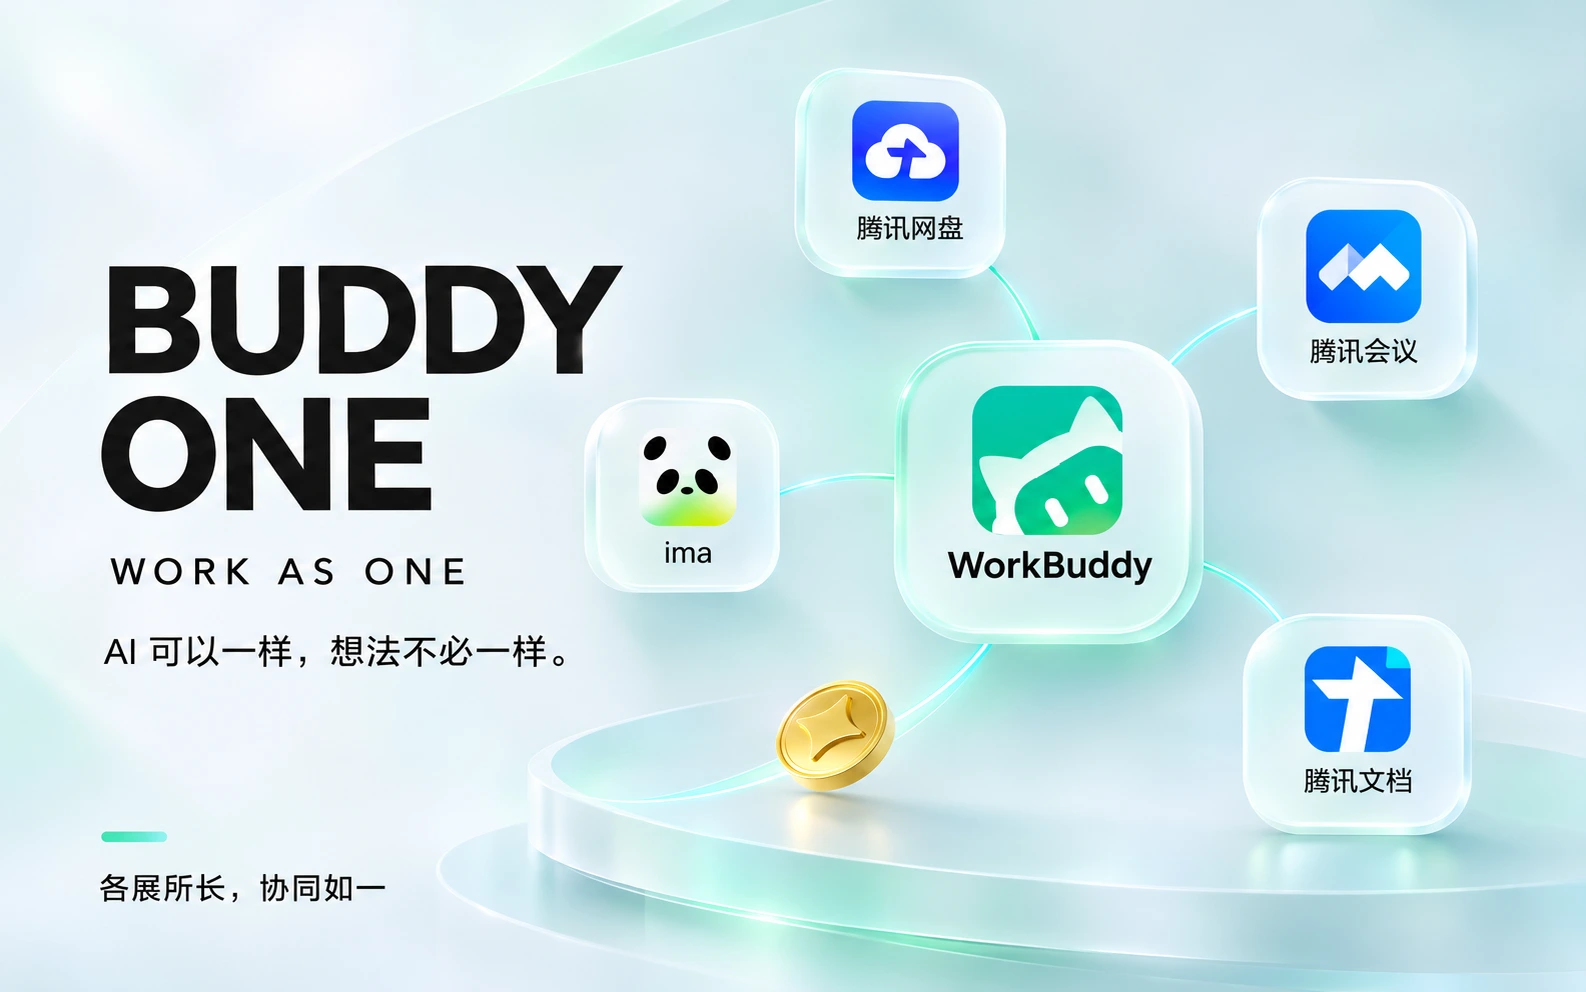 BUDDY
ONE
WORK AS ONE
AI 可以一样，想法不必一样。
各展所长，协同如一
腾讯网盘
腾讯会议
ima
WorkBuddy
腾讯文档